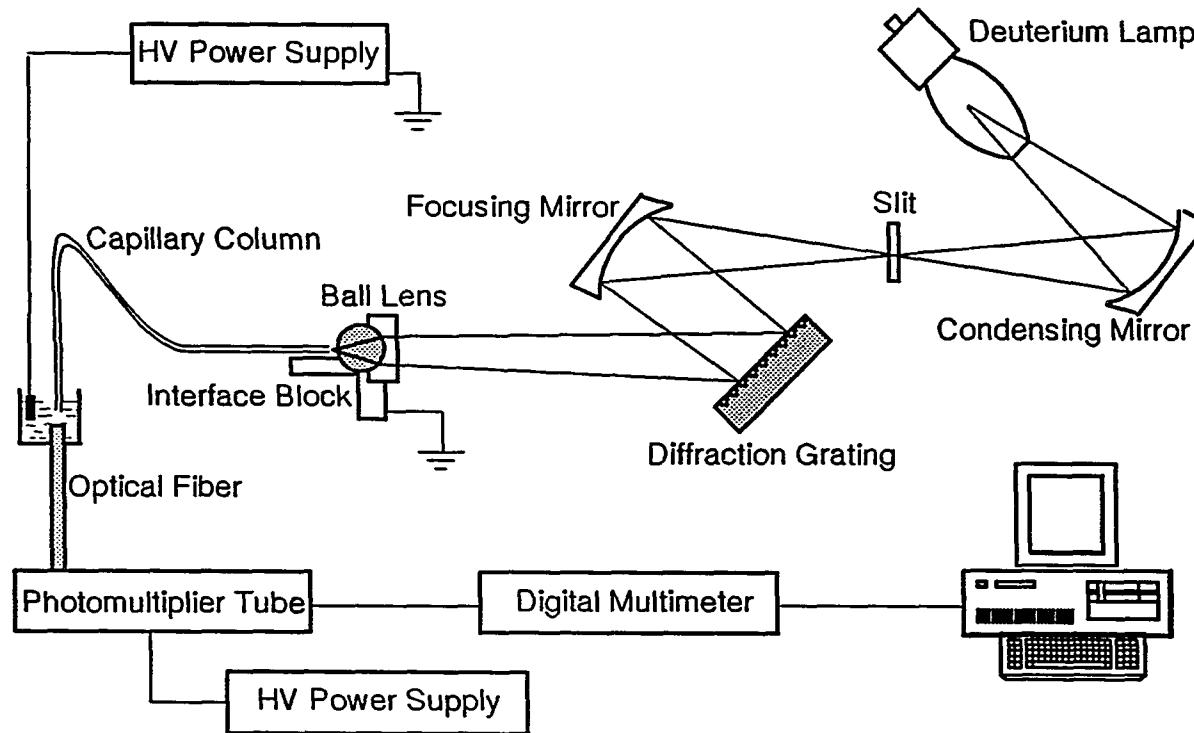 HV Power Supply
Deuterium Lamp
Focusing Mirror
Slit
Capillary Column
Ball Lens
Condensing Mirror
Interface Block
Diffraction Grating
Optical Fiber
Photomultiplier Tube
Digital Multimeter
HV Power Supply